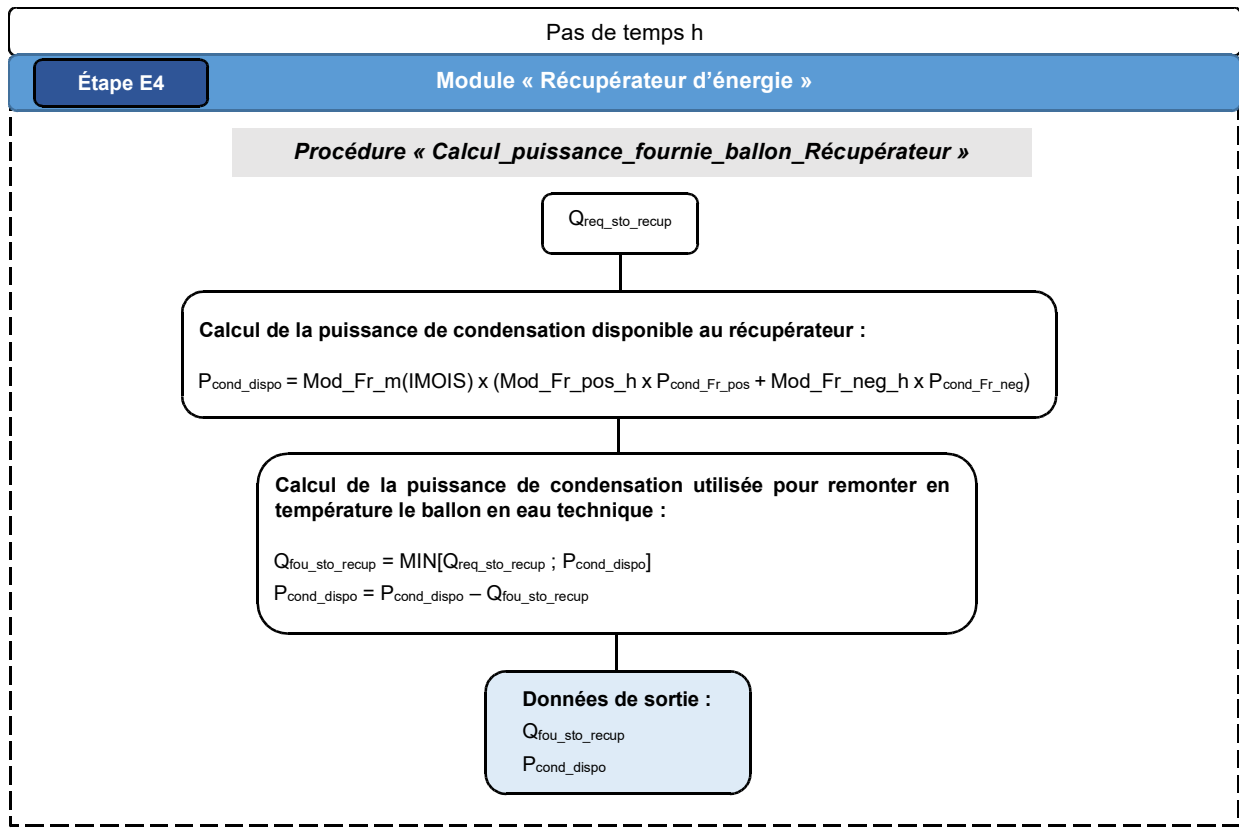 Pas de temps h
Étape E4
Module « Récupérateur d’énergie »
Procédure « Calcul_puissance_fournie_ballon_Récupérateur »
Qreq_sto_recup
Calcul de la puissance de condensation disponible au récupérateur :
Pcond_dispo = Mod_Fr_m(IMOIS) x (Mod_Fr_pos_h x Pcond_Fr_pos + Mod_Fr_neg_h x Pcond_Fr_neg)
Calcul de la puissance de condensation utilisée pour remonter en
température le ballon en eau technique :
Qfou_sto_recup = MIN[Qreq_sto_recup ; Pcond_dispo]
Pcond_dispo = Pcond_dispo – Qfou_sto_recup
Données de sortie :
Qfou_sto_recup
Pcond_dispo